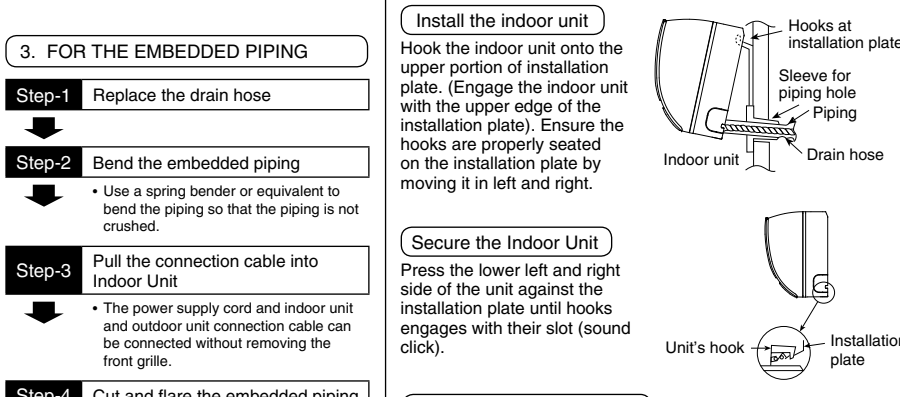 3. FOR THE EMBEDDED PIPING
Step-1 Replace the drain hose
Step-2 Bend the embedded piping
• Use a spring bender or equivalent to
bend the piping so that the piping is not
crushed.
Step-3 Pull the connection cable into
Indoor Unit
• The power supply cord and indoor unit
and outdoor unit connection cable can
be connected without removing the
front grille.
Step-4 Cut and flare the embedded piping
Install the indoor unit
Hook the indoor unit onto the
upper portion of installation
plate. (Engage the indoor unit
with the upper edge of the
installation plate). Ensure the
hooks are properly seated
on the installation plate by
moving it in left and right.
Hooks at
installation plate
Sleeve for
piping hole
Piping
Drain hose
Indoor unit
Secure the Indoor Unit
Press the lower left and right
side of the unit against the
installation plate until hooks
engages with their slot (sound
click).
Unit's hook
Installation
plate